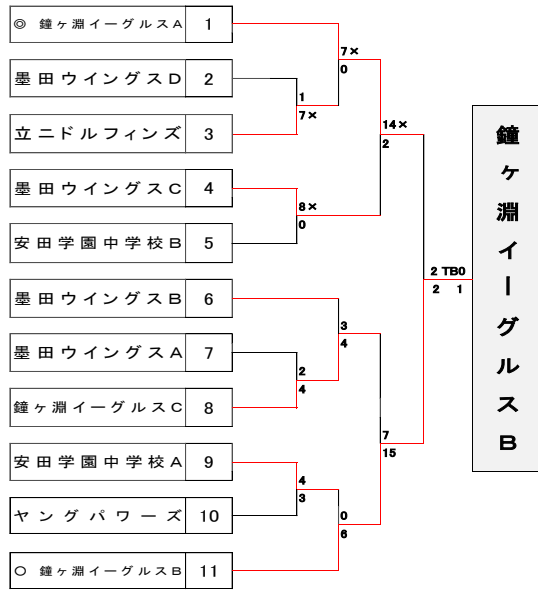 ◎ 鐘ヶ淵イーグルスA 1
墨田ウイングスD 2
立ニドルフィンズ 3
墨田ウイングスC 4
安田学園中学校B 5
墨田ウイングスB 6
墨田ウイングスA 7
鐘ヶ淵イーグルスC 8
安田学園中学校A 9
ヤングパワーズ 10
○ 鐘ヶ淵イーグルスB 11
7×
0
1
7×
14×
2
8×
0
2 TB0
2 1
3
4
2
4
7
15
4
3
0
6
鐘ヶ淵イーグルスB